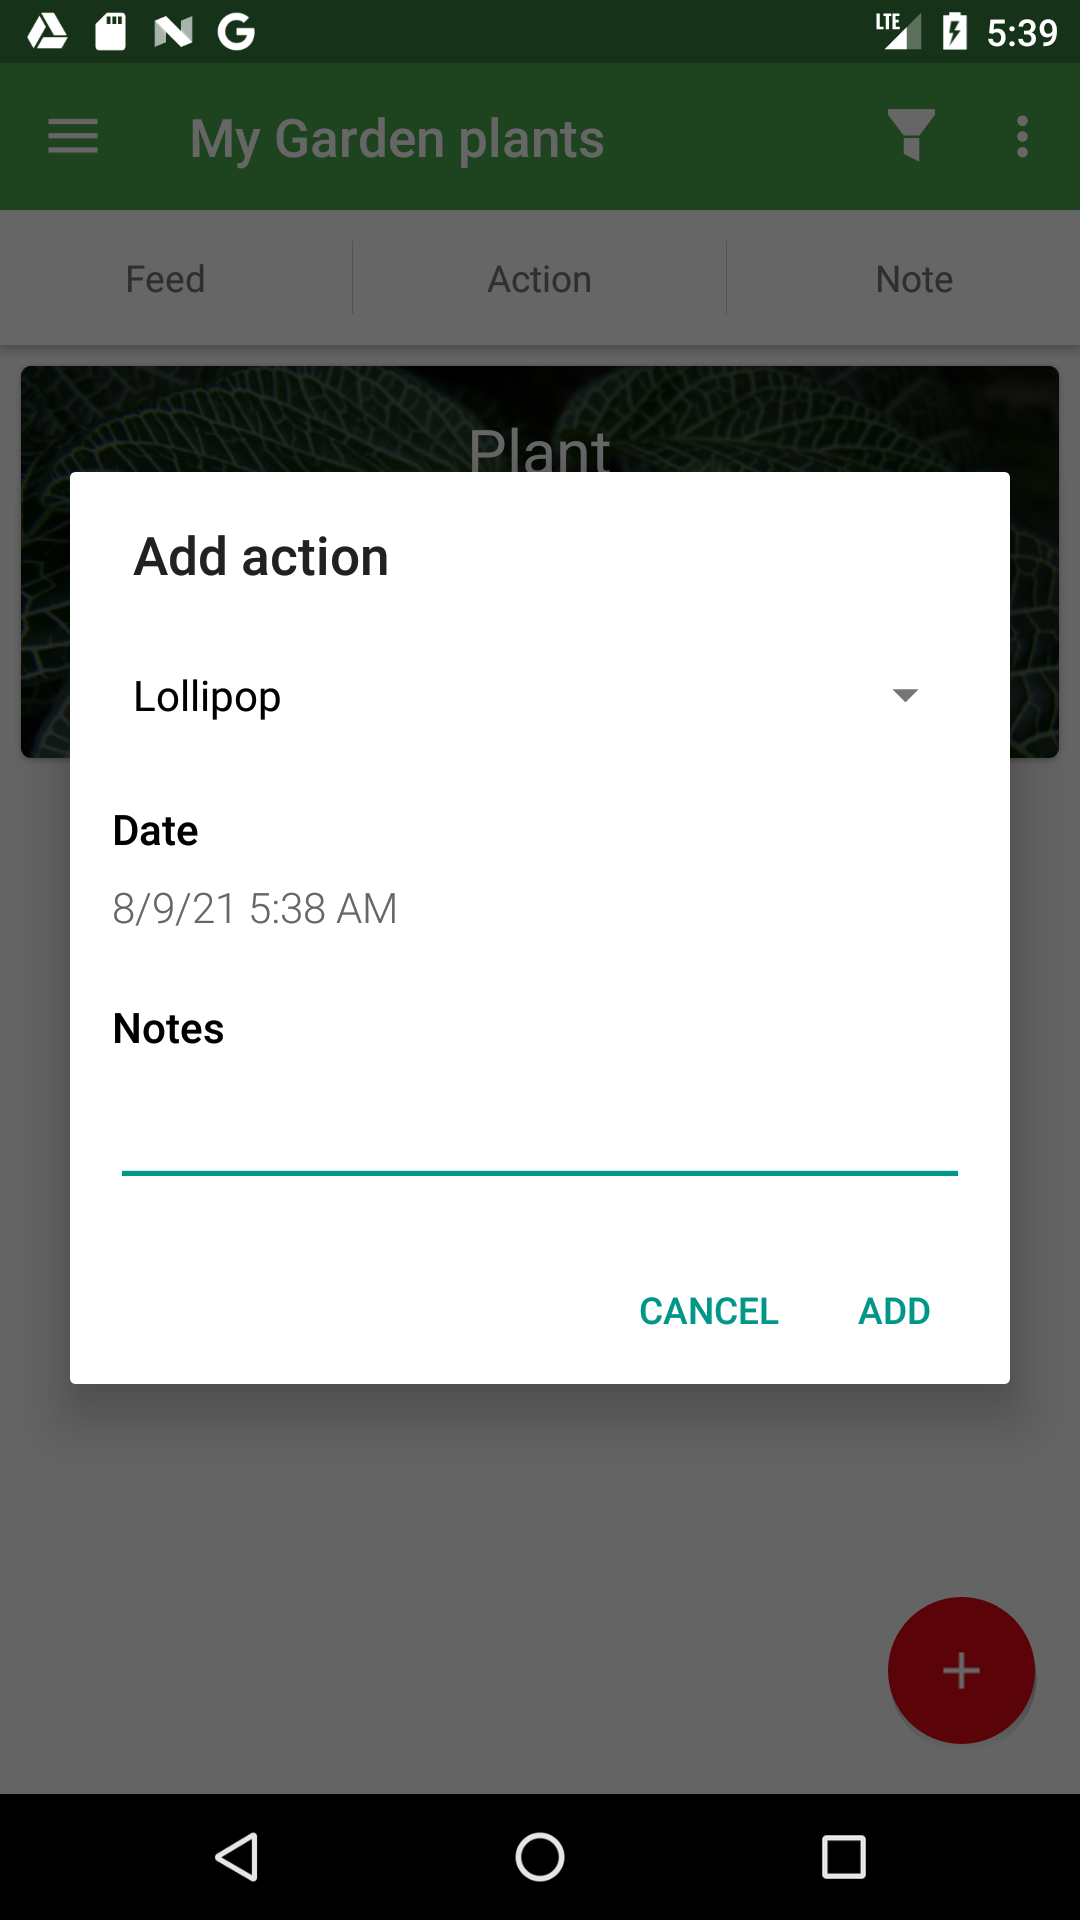 LTE 5:39
My Garden plants
Feed Action Note
Plant
Add action
Lollipop
Date
8/9/21 5:38 AM
Notes
CANCEL ADD